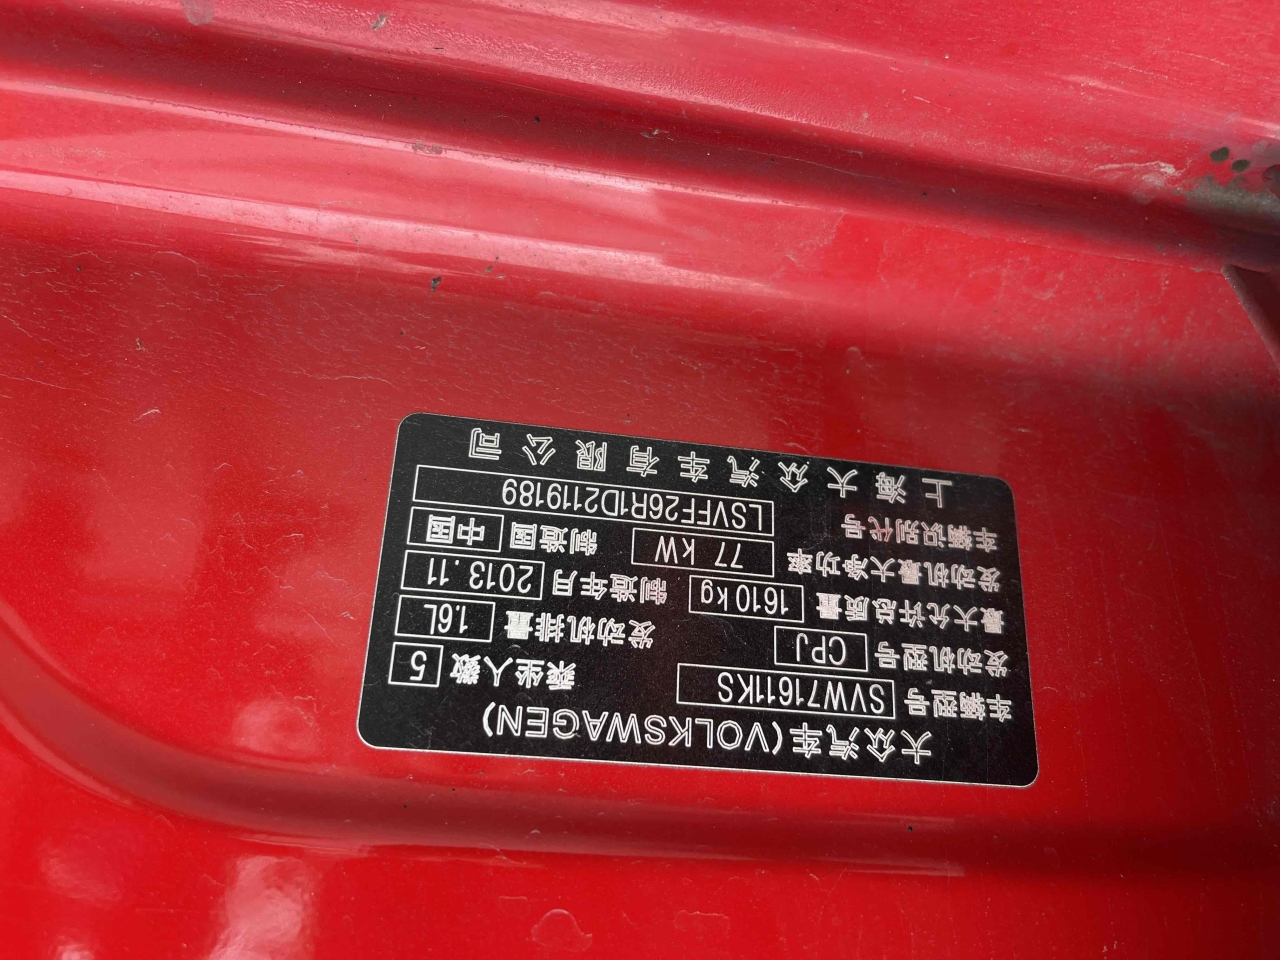 大众汽车(VOLKSWAGEN)
车辆型号 SVW71611KS 乘坐人数 5
发动机型号 CPJ 发动机排量 1.6L
最大允许总质量 1610kg 制造年月 2013.11
发动机最大净功率 77 kW 制造国 中国
车辆识别代号 LSVFF26R1D2119189
上海大众汽车有限公司